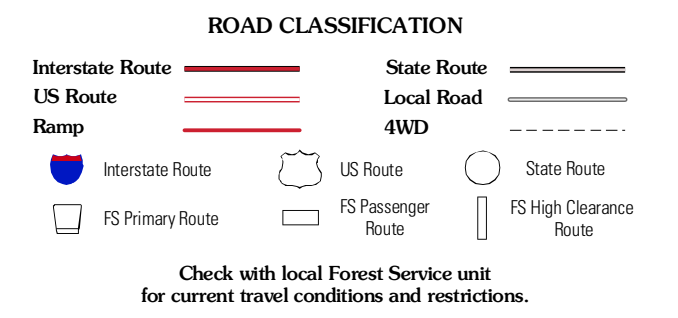 ROAD CLASSIFICATION
Interstate Route
State Route
US Route
Local Road
Ramp
4WD
Interstate Route
US Route
State Route
FS Primary Route
FS Passenger
Route
FS High Clearance
Route
Check with local Forest Service unit
for current travel conditions and restrictions.